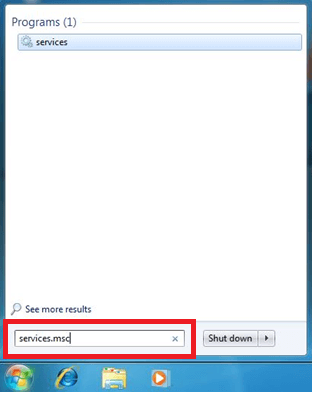 Programs (1)
services
See more results
services.msc
Shut down